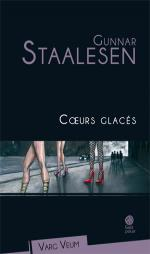 GUNNAR
STAALESEN
CŒURS GLACÉS
VARG VEUM